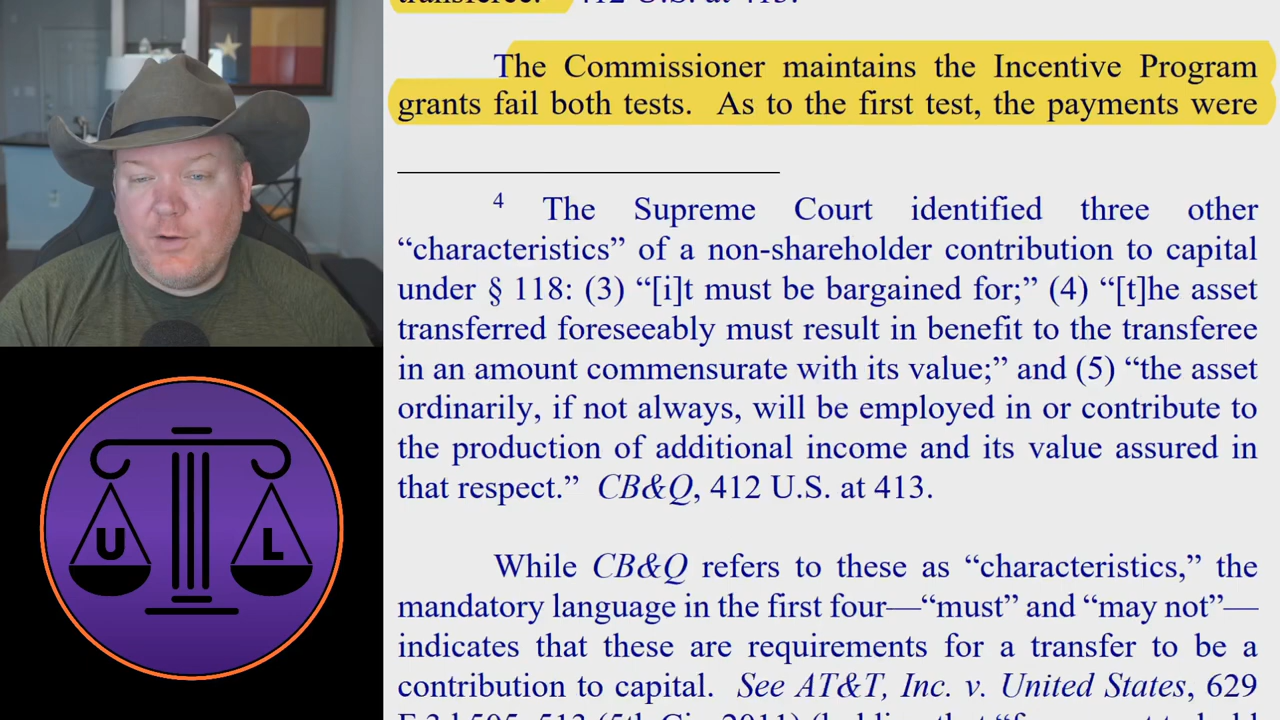 transferee. 412 U.S. at 413.
The Commissioner maintains the Incentive Program
grants fail both tests. As to the first test, the payments were
4 The Supreme Court identified three other
“characteristics” of a non-shareholder contribution to capital
under § 118: (3) “[i]t must be bargained for;” (4) “[t]he asset
transferred foreseeably must result in benefit to the transferee
in an amount commensurate with its value;” and (5) “the asset
ordinarily, if not always, will be employed in or contribute to
the production of additional income and its value assured in
that respect.” CB&Q, 412 U.S. at 413.
While CB&Q refers to these as “characteristics,” the
mandatory language in the first four—“must” and “may not”—
indicates that these are requirements for a transfer to be a
contribution to capital. See AT&T, Inc. v. United States, 629
U L